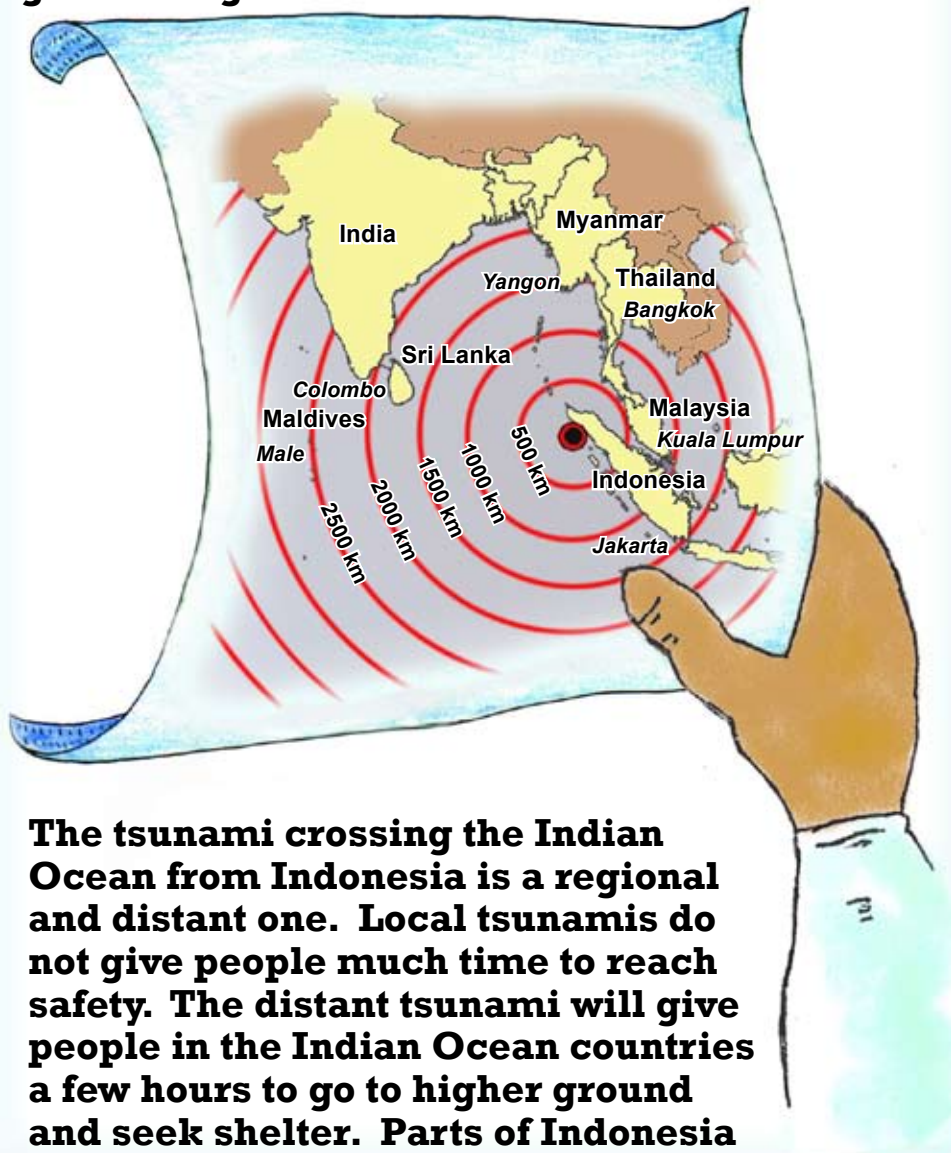 India
Myanmar
Yangon
Thailand
Bangkok
Sri Lanka
Colombo
Maldives
Male
Malaysia
Kuala Lumpur
Indonesia
Jakarta
500 km
1000 km
1500 km
2000 km
2500 km
The tsunami crossing the Indian
Ocean from Indonesia is a regional
and distant one. Local tsunamis do
not give people much time to reach
safety. The distant tsunami will give
people in the Indian Ocean countries
a few hours to go to higher ground
and seek shelter. Parts of Indonesia